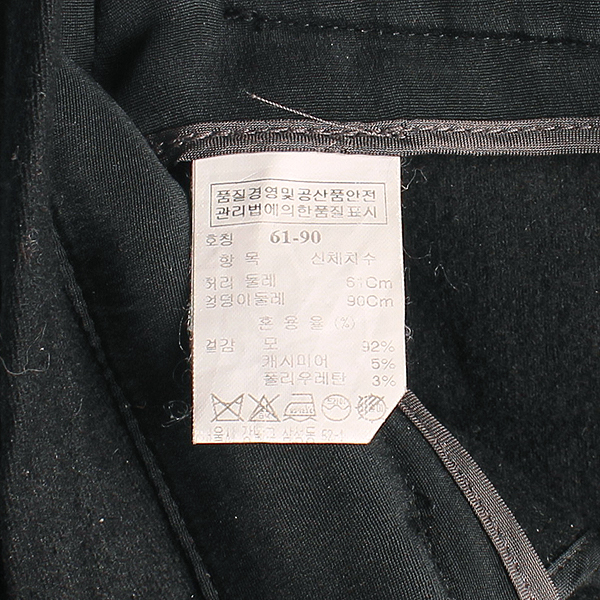 품질경영및공산품안전
관리법에의한품질표시
호칭 61-90
항 목 신체치수
허리 둘레 61Cm
엉덩이둘레 90Cm
혼 용 율 (%)
겉감 모 92%
캐시미어 5%
폴리우레탄 3%